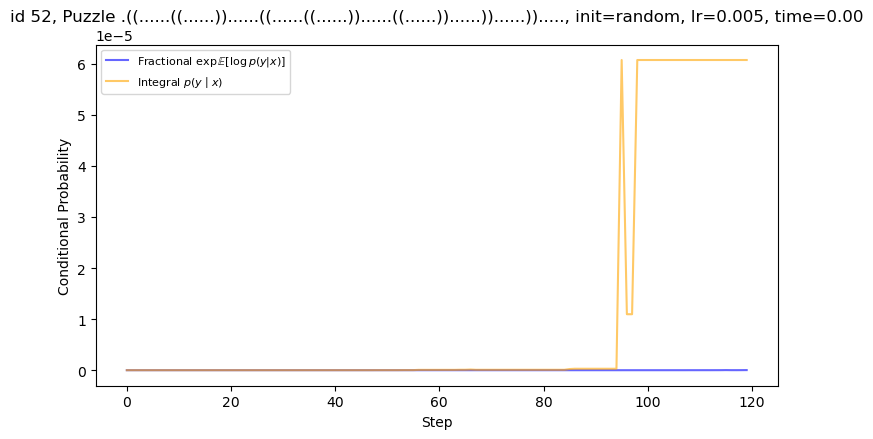 id 52, Puzzle .((......((......))......((......((......))......((......))......))......))....., init=random, lr=0.005, time=0.00
1e−5
Fractional exp𝔼[log p(y|x)]
Integral p(y | x)
6
5
4
3
2
1
0
Conditional Probability
0 20 40 60 80 100 120
Step